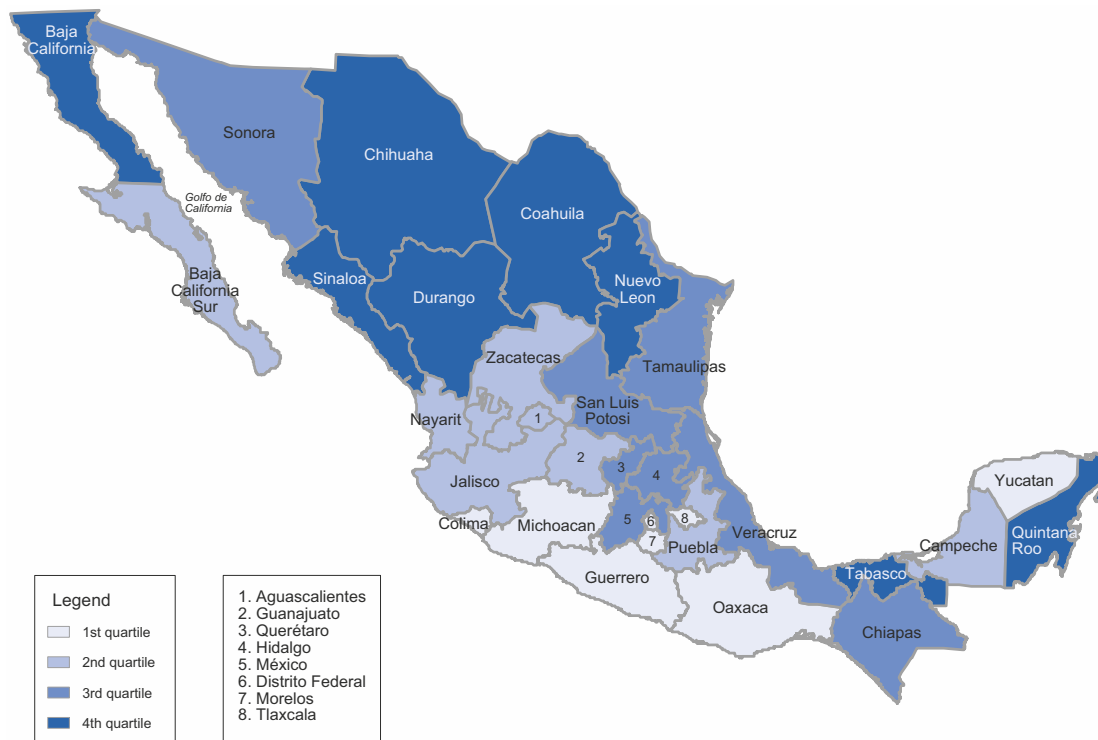 Baja
California
Sonora
Chihuaha
Golfo de
California
Coahuila
Baja
California
Sur
Sinaloa
Durango
Nuevo
Leon
Zacatecas
Tamaulipas
San Luis
Potosi
Nayarit
1
2
3
4
Jalisco
Colima
Michoacan
5
6
7
8
Puebla
Veracruz
Guerrero
Oaxaca
Yucatan
Campeche
Quintana
Roo
Tabasco
Chiapas
Legend
1st quartile
2nd quartile
3rd quartile
4th quartile
1. Aguascalientes
2. Guanajuato
3. Querétaro
4. Hidalgo
5. México
6. Distrito Federal
7. Morelos
8. Tlaxcala